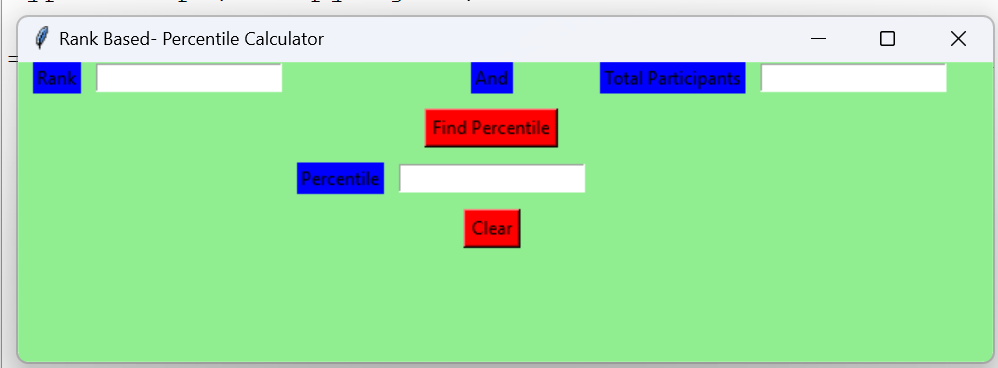 Rank Based- Percentile Calculator
=
Rank And Total Participants
Find Percentile
Percentile
Clear